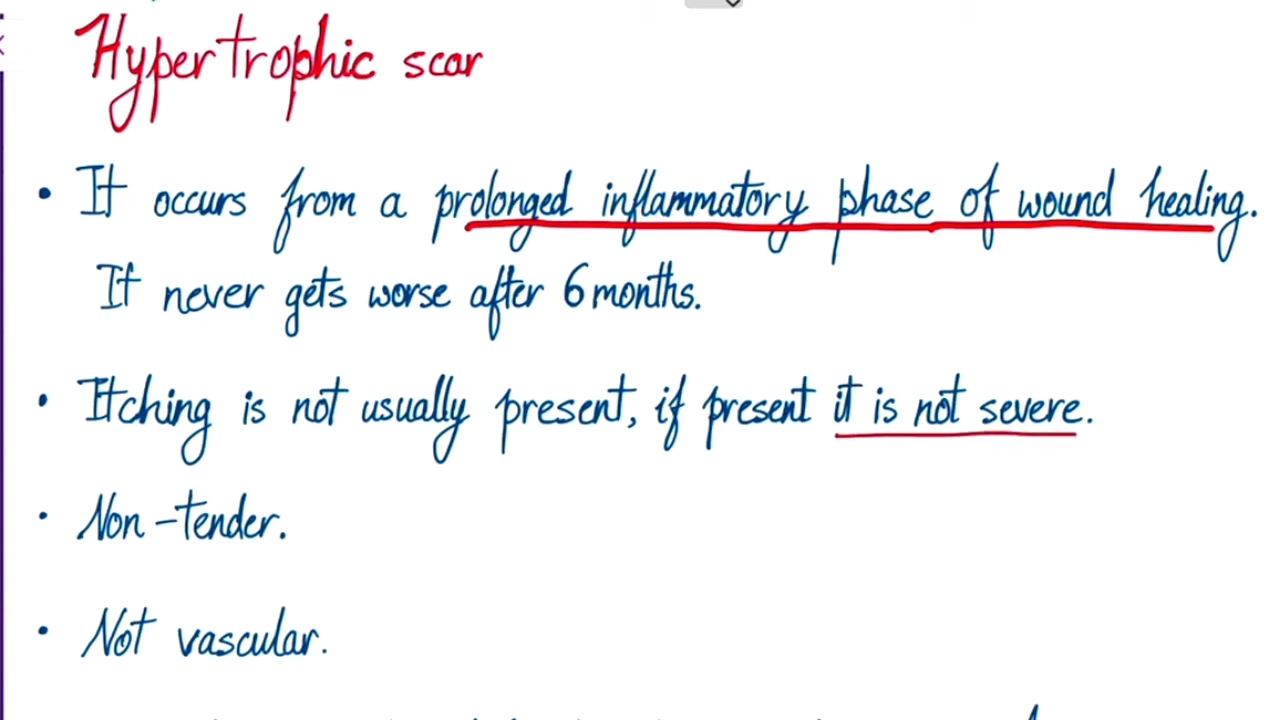 Hypertrophic scar
• It occurs from a prolonged inflammatory phase of wound healing.
It never gets worse after 6 months.
• Itching is not usually present, if present it is not severe.
• Non-tender.
• Not vascular.